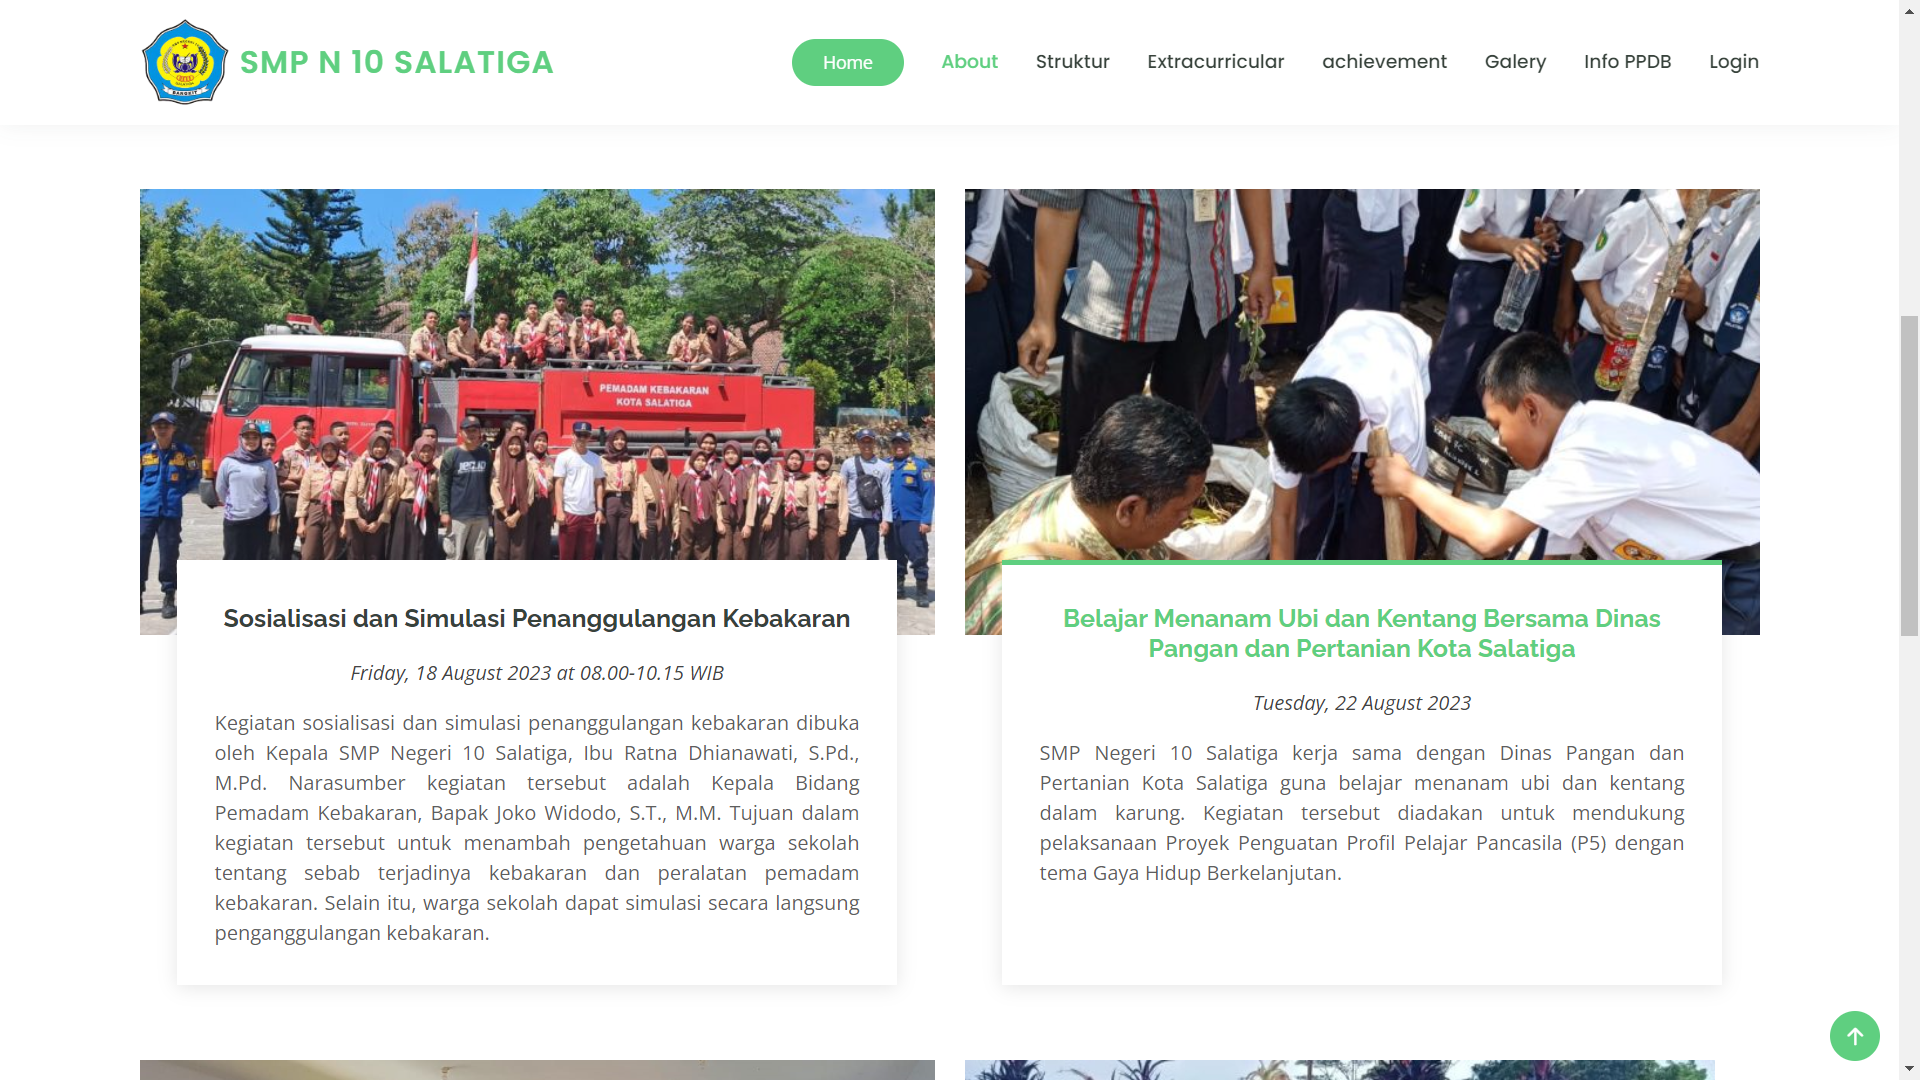 SMP N 10 SALATIGA
Home
About
Struktur
Extracurricular
achievement
Galery
Info PPDB
Login
PEMADAM KEBAKARAN
KOTA SALATIGA
Sosialisasi dan Simulasi Penanggulangan Kebakaran
Friday, 18 August 2023 at 08.00-10.15 WIB
Kegiatan sosialisasi dan simulasi penanggulangan kebakaran dibuka
oleh Kepala SMP Negeri 10 Salatiga, Ibu Ratna Dhianawati, S.Pd.,
M.Pd. Narasumber kegiatan tersebut adalah Kepala Bidang
Pemadam Kebakaran, Bapak Joko Widodo, S.T., M.M. Tujuan dalam
kegiatan tersebut untuk menambah pengetahuan warga sekolah
tentang sebab terjadinya kebakaran dan peralatan pemadam
kebakaran. Selain itu, warga sekolah dapat simulasi secara langsung
penganggulangan kebakaran.
Belajar Menanam Ubi dan Kentang Bersama Dinas
Pangan dan Pertanian Kota Salatiga
Tuesday, 22 August 2023
SMP Negeri 10 Salatiga kerja sama dengan Dinas Pangan dan
Pertanian Kota Salatiga guna belajar menanam ubi dan kentang
dalam karung. Kegiatan tersebut diadakan untuk mendukung
pelaksanaan Proyek Penguatan Profil Pelajar Pancasila (P5) dengan
tema Gaya Hidup Berkelanjutan.